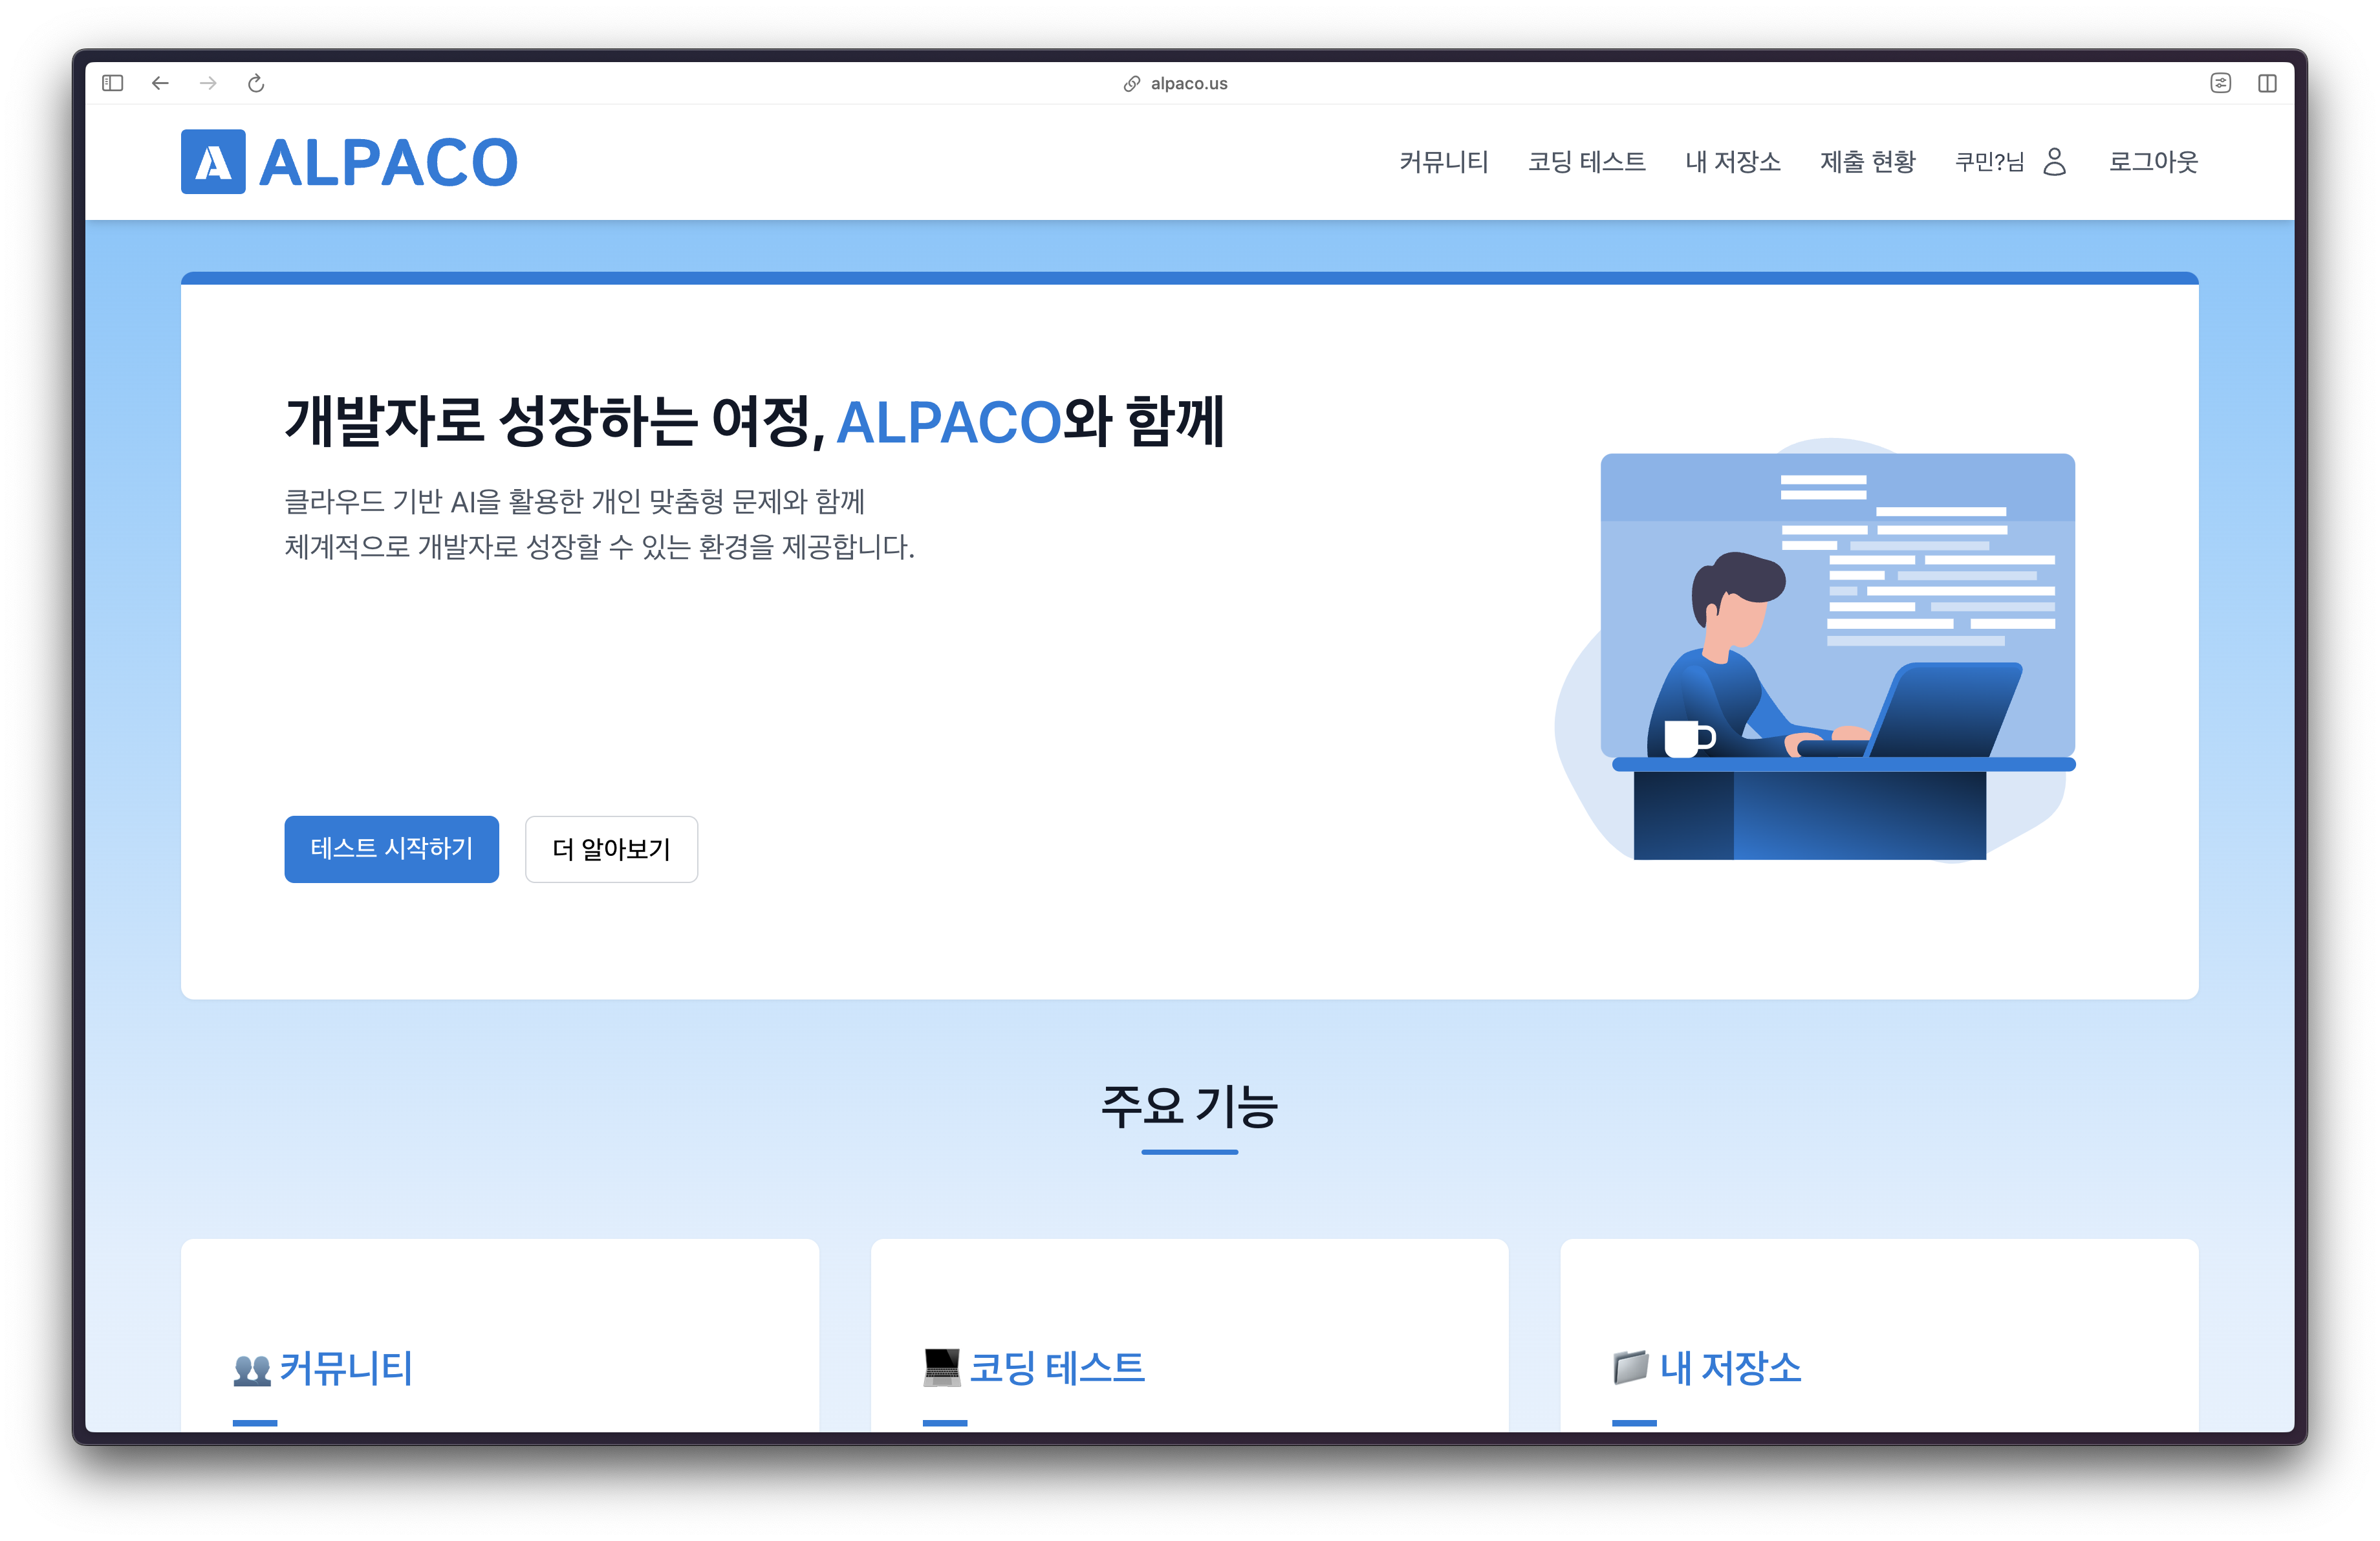 alpaco.us
A ALPACO
커뮤니티 코딩 테스트 내 저장소 제출 현황 쿠민?님 로그아웃
개발자로 성장하는 여정, ALPACO와 함께
클라우드 기반 AI을 활용한 개인 맞춤형 문제와 함께
체계적으로 개발자로 성장할 수 있는 환경을 제공합니다.
테스트 시작하기 더 알아보기
주요 기능
커뮤니티 코딩 테스트 내 저장소